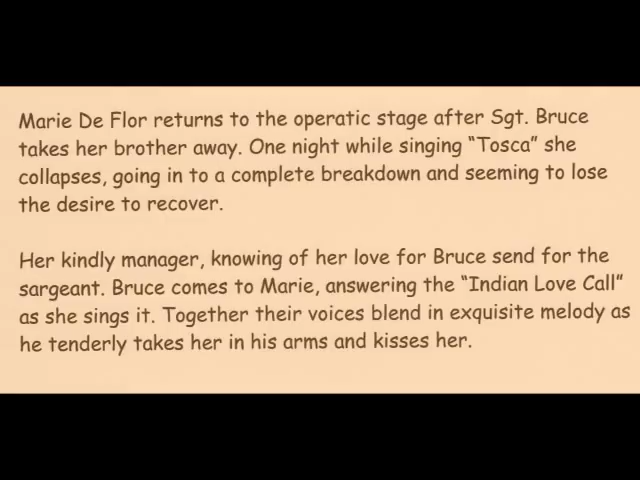 Marie De Flor returns to the operatic stage after Sgt. Bruce
takes her brother away. One night while singing “Tosca” she
collapses, going in to a complete breakdown and seeming to lose
the desire to recover.
Her kindly manager, knowing of her love for Bruce send for the
sargeant. Bruce comes to Marie, answering the “Indian Love Call”
as she sings it. Together their voices blend in exquisite melody as
he tenderly takes her in his arms and kisses her.